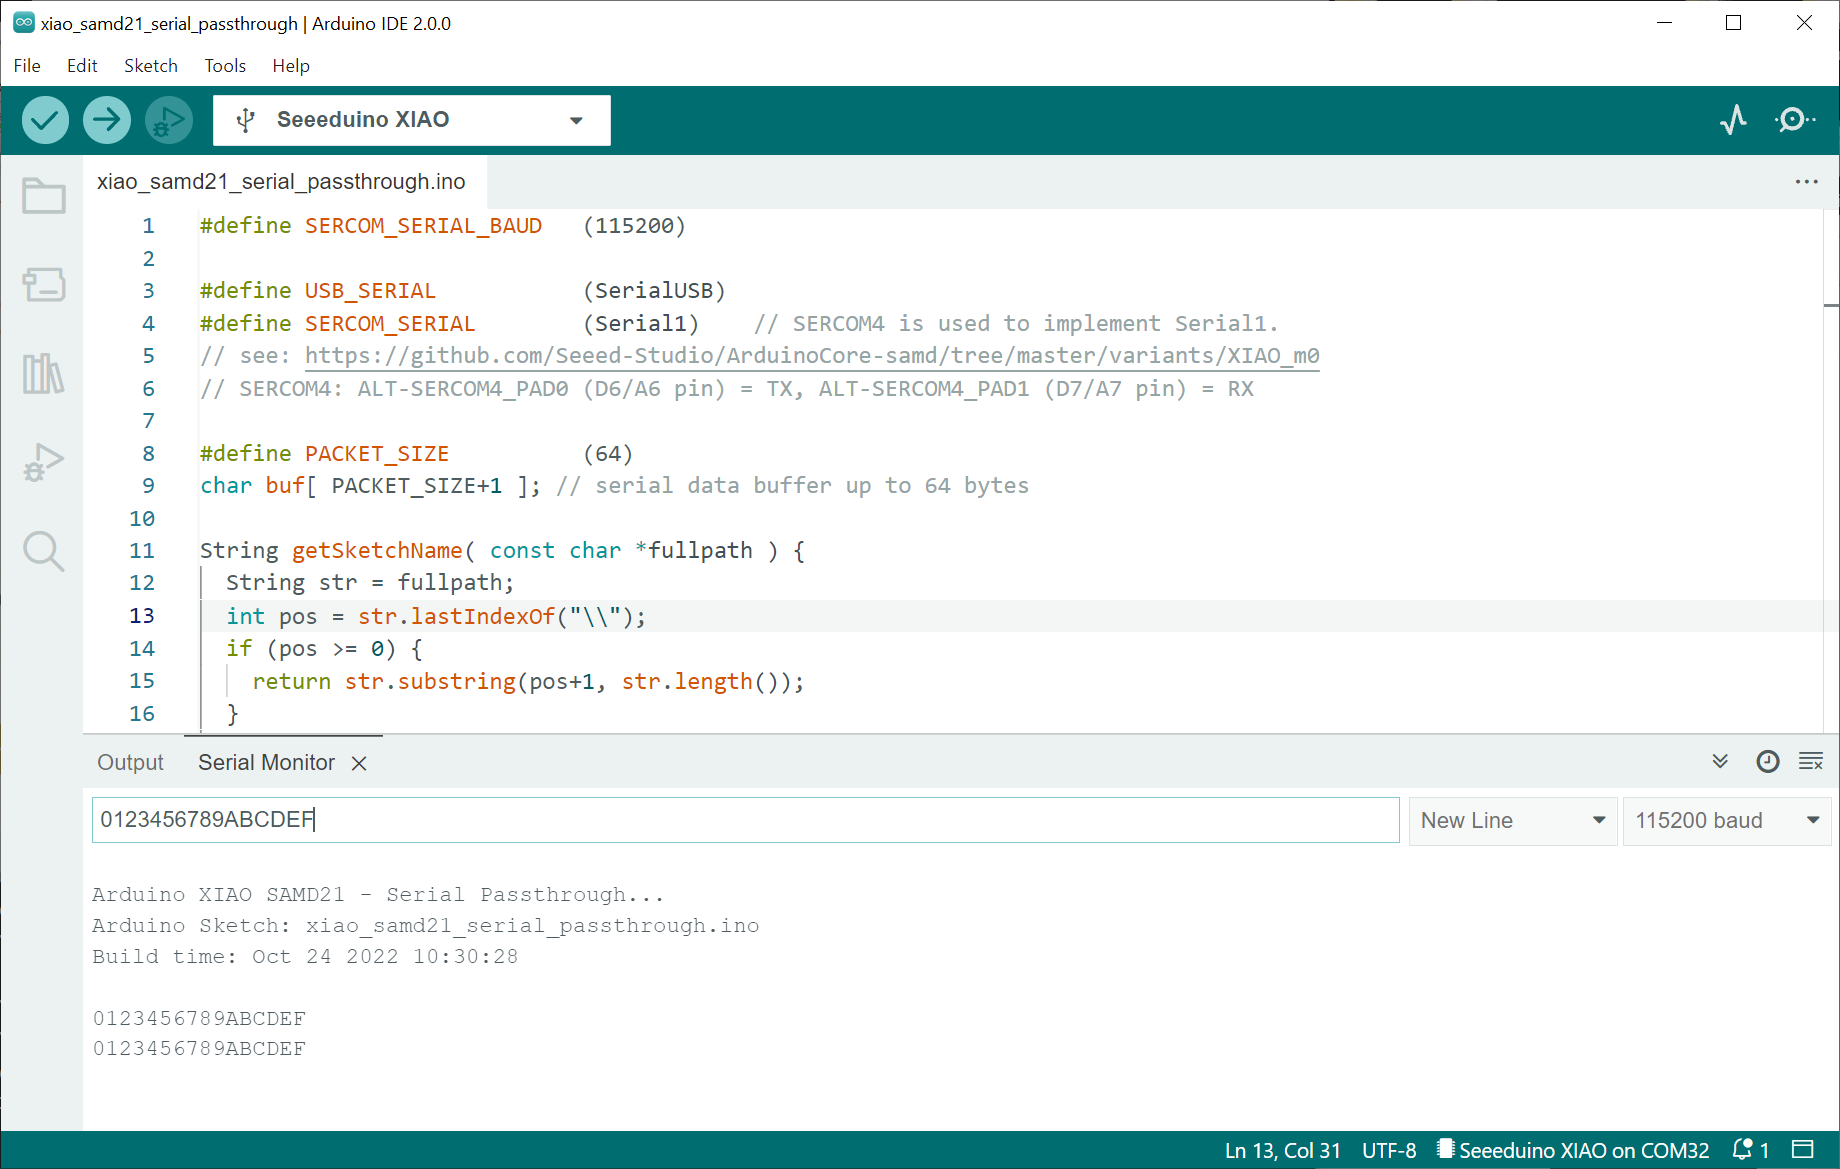 xiao_samd21_serial_passthrough | Arduino IDE 2.0.0
File Edit Sketch Tools Help
Seeeduino XIAO
xiao_samd21_serial_passthrough.ino
1 #define SERCOM_SERIAL_BAUD (115200)
2
3 #define USB_SERIAL (SerialUSB)
4 #define SERCOM_SERIAL (Serial1) // SERCOM4 is used to implement Serial1.
5 // see: https://github.com/Seeed-Studio/ArduinoCore-samd/tree/master/variants/XIAO_m0
6 // SERCOM4: ALT-SERCOM4_PAD0 (D6/A6 pin) = TX, ALT-SERCOM4_PAD1 (D7/A7 pin) = RX
7
8 #define PACKET_SIZE (64)
9 char buf[ PACKET_SIZE+1 ]; // serial data buffer up to 64 bytes
10
11 String getSketchName( const char *fullpath ) {
12 String str = fullpath;
13 int pos = str.lastIndexOf("\\");
14 if (pos >= 0) {
15 return str.substring(pos+1, str.length());
16 }
Output Serial Monitor
0123456789ABCDEF New Line 115200 baud
Arduino XIAO SAMD21 - Serial Passthrough...
Arduino Sketch: xiao_samd21_serial_passthrough.ino
Build time: Oct 24 2022 10:30:28
0123456789ABCDEF
0123456789ABCDEF
Ln 13, Col 31 UTF-8 Seeeduino XIAO on COM32 1